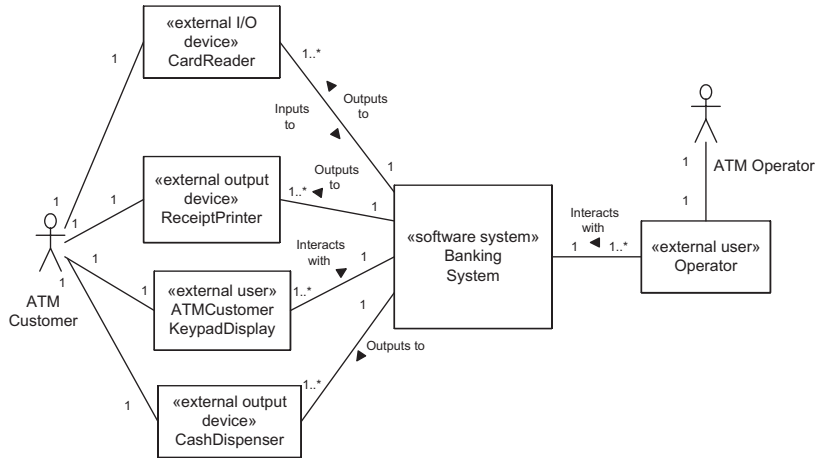 «external I/O
device»
CardReader
1
1..*
Outputs
to
Inputs
to
1
1
«external output
device»
ReceiptPrinter
1
1
1..*
Outputs
to
1
«software system»
Banking
System
ATM
Customer
1
1
1
«external user»
ATMCustomer
KeypadDisplay
1..*
Interacts
with
1
1
1
«external output
device»
CashDispenser
1..*
Outputs to
1
Interacts
with
1
1..*
«external user»
Operator
1
1
ATM Operator